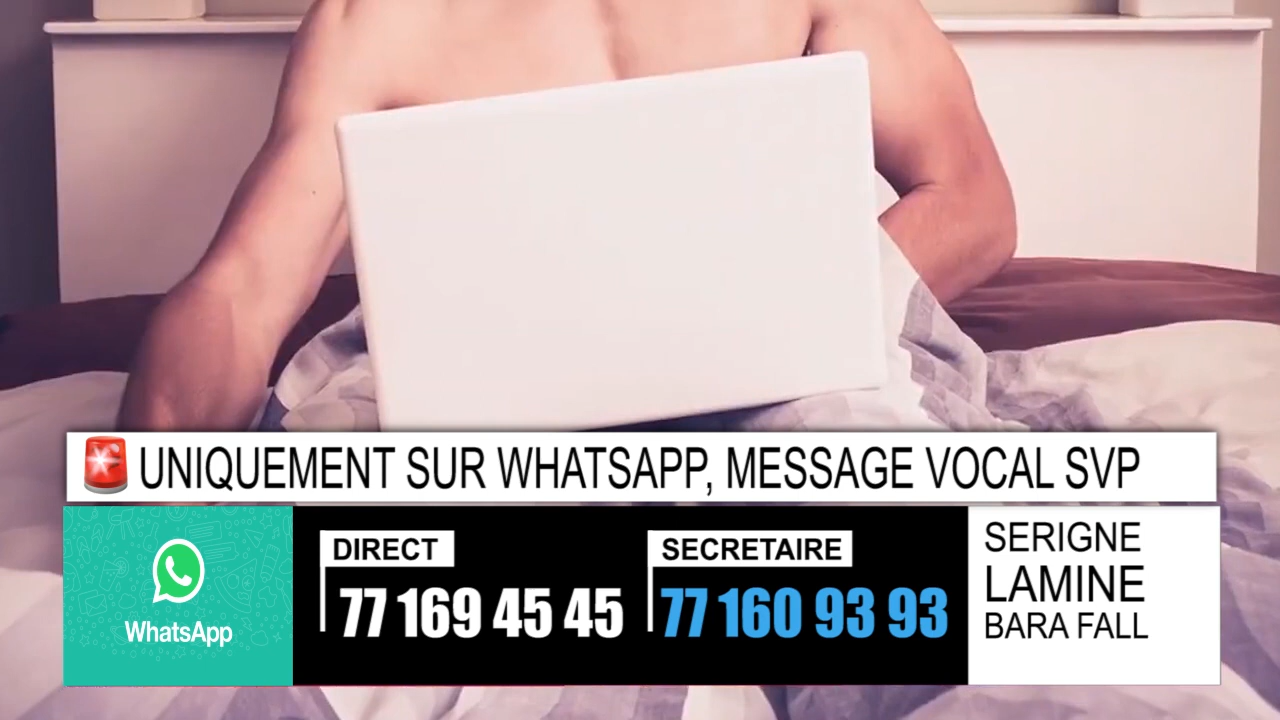 🚨UNIQUEMENT SUR WHATSAPP, MESSAGE VOCAL SVP
WhatsApp
DIRECT
77 169 45 45
SECRETAIRE
77 160 93 93
SERIGNE
LAMINE
BARA FALL